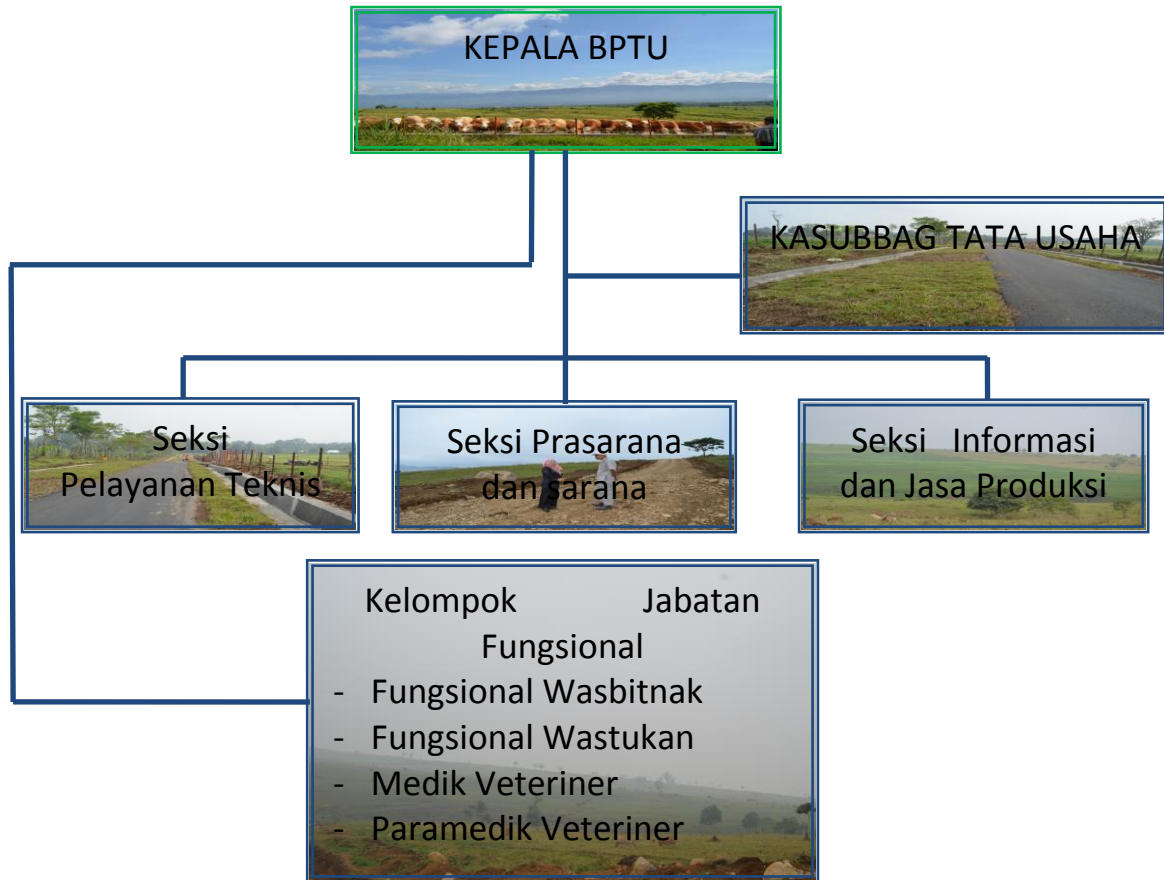 KEPALA BPTU
KASUBBAG TATA USAHA
Seksi
Pelayanan Teknis
Seksi Prasarana
dan sarana
Seksi Informasi
dan Jasa Produksi
Kelompok Jabatan
Fungsional
- Fungsional Wasbitnak
- Fungsional Wastukan
- Medik Veteriner
- Paramedik Veteriner